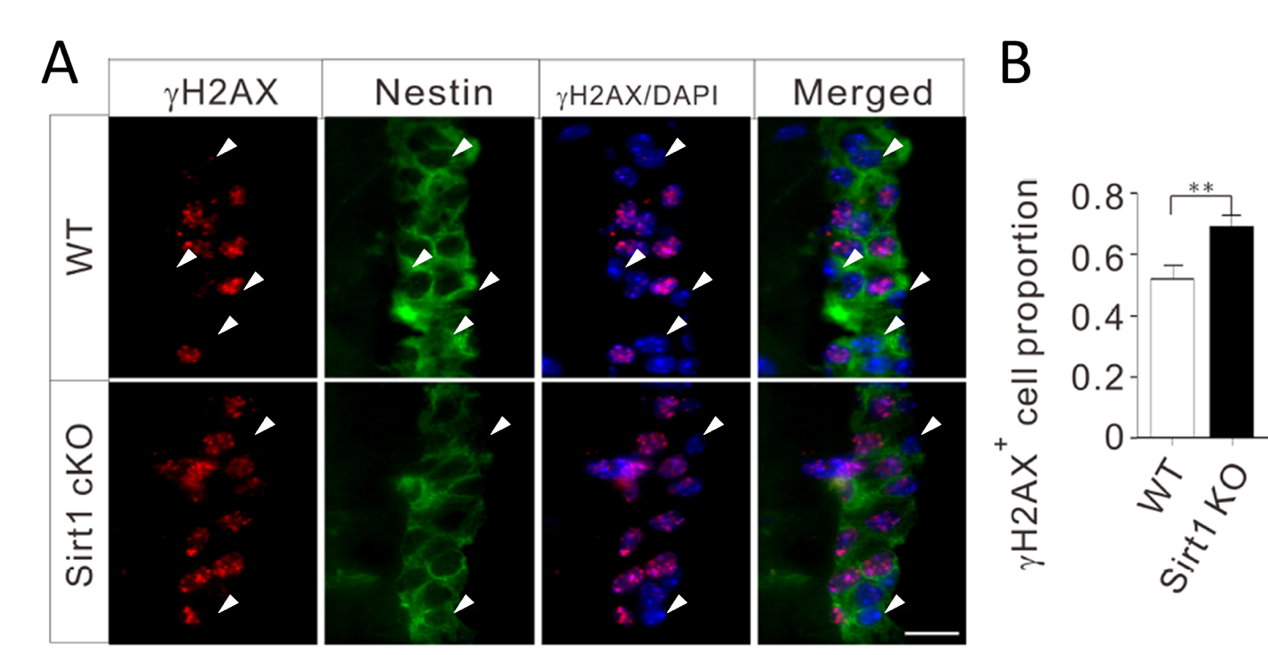 A
B
γH2AX
Nestin
γH2AX/DAPI
Merged
WT
Sirt1 cKO
γH2AX+ cell proportion
0.8
0.6
0.4
0.2
0
**
WT
Sirt1 KO